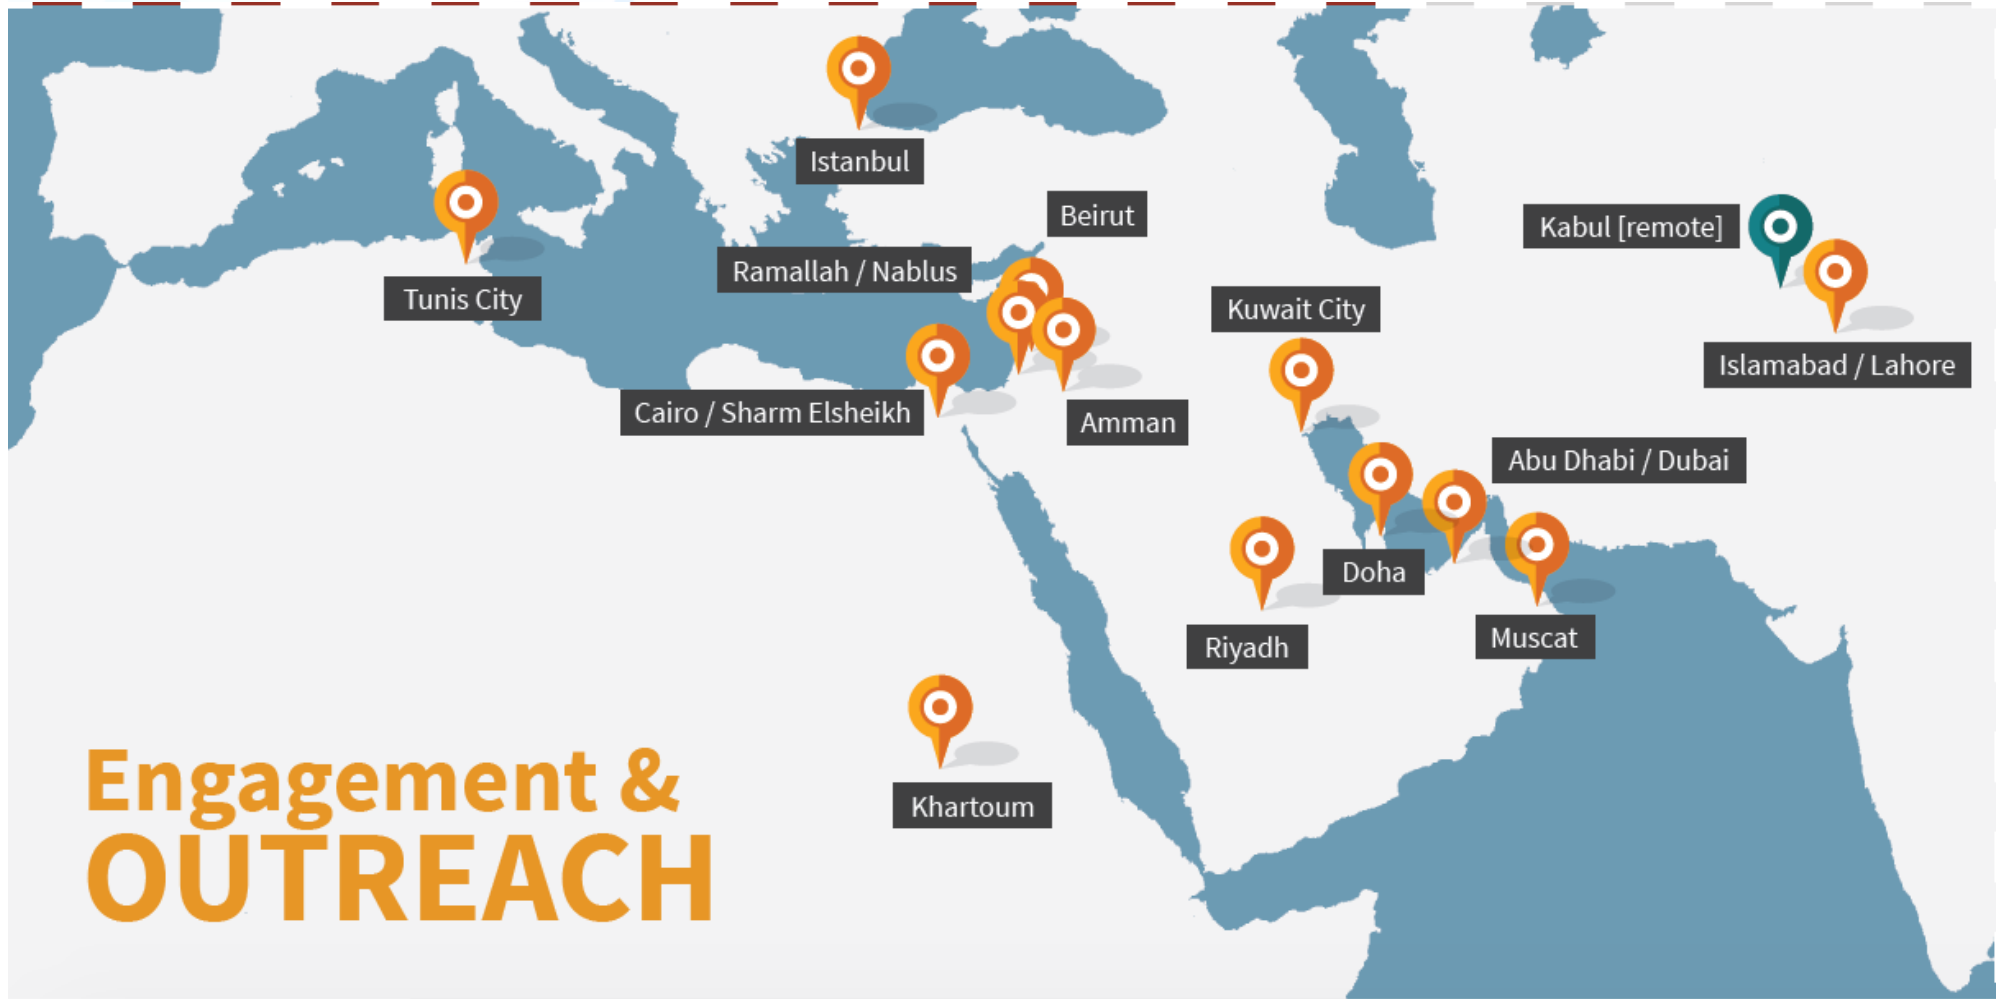 Istanbul
Beirut
Kabul [remote]
Ramallah / Nablus
Tunis City
Kuwait City
Islamabad / Lahore
Cairo / Sharm Elsheikh
Amman
Abu Dhabi / Dubai
Doha
Riyadh
Muscat
Khartoum
Engagement &
OUTREACH